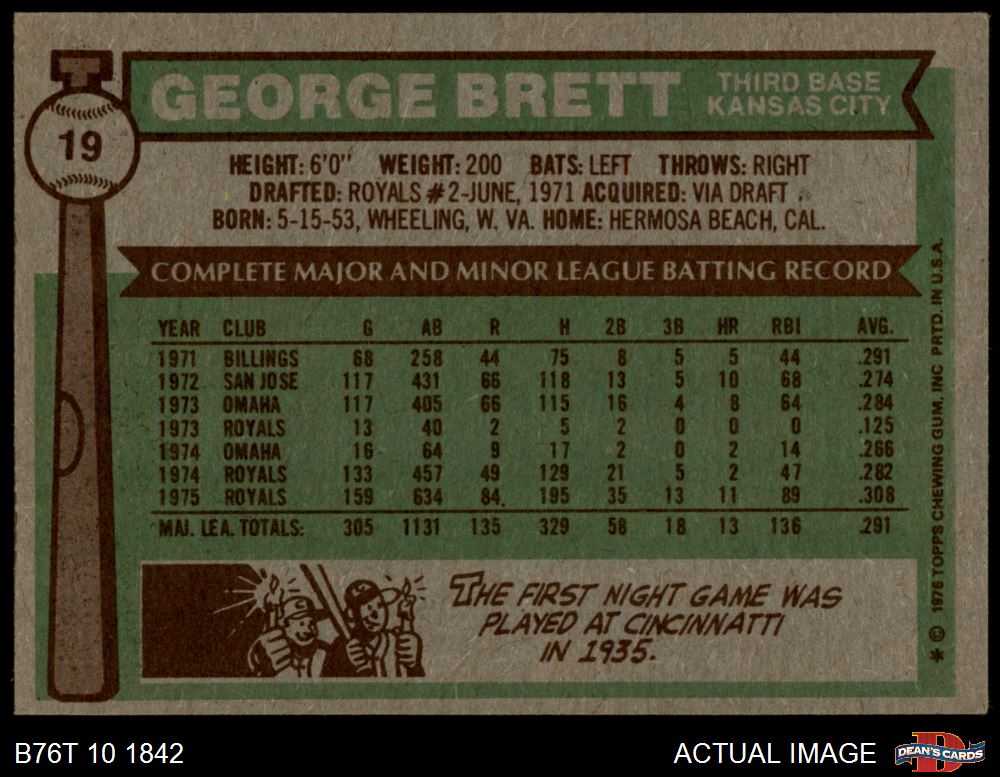 T
19
GEORGE BRETT
THIRD BASE
KANSAS CITY
HEIGHT: 6'0" WEIGHT: 200 BATS: LEFT THROWS: RIGHT
DRAFTED: ROYALS #2-JUNE, 1971 ACQUIRED: VIA DRAFT
BORN: 5-15-53, WHEELING, W. VA. HOME: HERMOSA BEACH, CAL.
COMPLETE MAJOR AND MINOR LEAGUE BATTING RECORD
YEAR CLUB G AB R H 2B 3B HR RBI AVG.
1971 BILLINGS 68 258 44 75 8 5 5 44 .291
1972 SAN JOSE 117 431 66 118 13 5 10 68 .274
1973 OMAHA 117 405 66 115 16 4 8 64 .284
1973 ROYALS 13 40 2 5 2 0 0 0 .125
1974 OMAHA 16 64 9 17 2 0 2 14 .266
1974 ROYALS 133 457 49 129 21 5 2 47 .282
1975 ROYALS 159 634 84 195 35 13 11 89 .308
MAJ. LEA. TOTALS: 305 1131 135 329 58 18 13 136 .291
THE FIRST NIGHT GAME WAS
PLAYED AT CINCINNATTI
IN 1935.
* © 1976 TOPPS CHEWING GUM, INC PRTD. IN U.S.A.
B76T 10 1842
ACTUAL IMAGE
D
DEAN'S CARDS